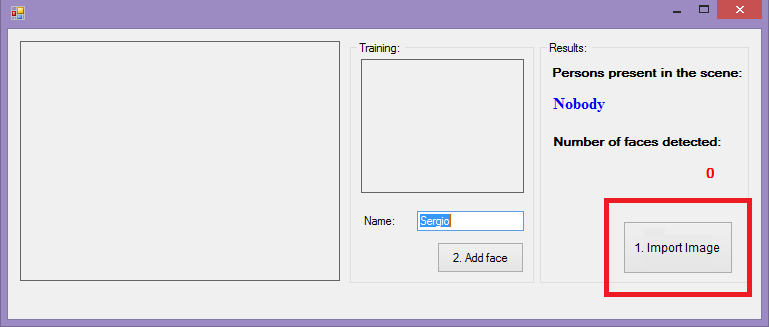 Training:
Name:
Sergio
2. Add face
Results:
Persons present in the scene:
Nobody
Number of faces detected:
0
1. Import Image